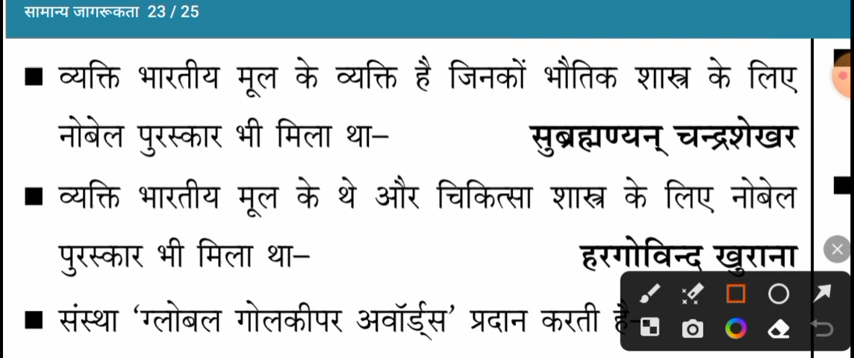 सामान्य जागरूकता 23 / 25
■ व्यक्ति भारतीय मूल के व्यक्ति है जिनकों भौतिक शास्त्र के लिए
नोबेल पुरस्कार भी मिला था– सुब्रह्मण्यन् चन्द्रशेखर
■ व्यक्ति भारतीय मूल के थे और चिकित्सा शास्त्र के लिए नोबेल
पुरस्कार भी मिला था– हरगोविन्द खुराना
■ संस्था ‘ग्लोबल गोलकीपर अवॉर्ड्स’ प्रदान करती है–